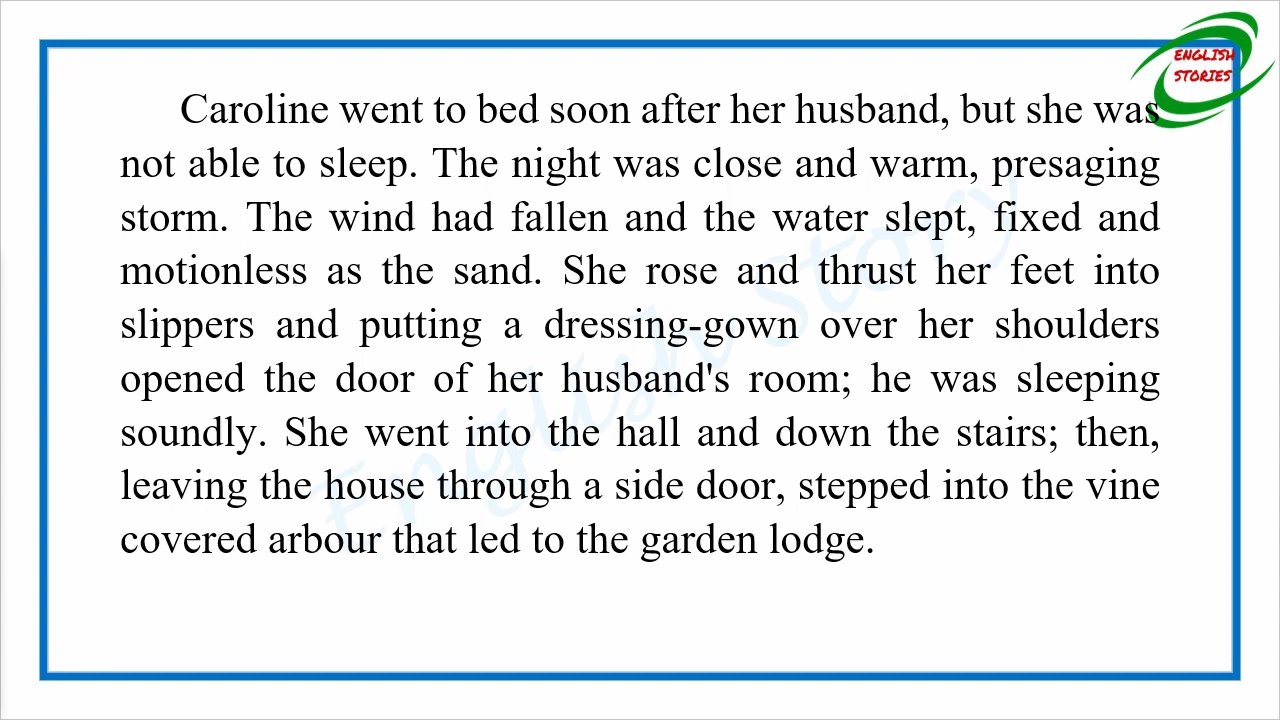 ENGLISH
STORIES
Caroline went to bed soon after her husband, but she was
not able to sleep. The night was close and warm, presaging
storm. The wind had fallen and the water slept, fixed and
motionless as the sand. She rose and thrust her feet into
slippers and putting a dressing-gown over her shoulders
opened the door of her husband's room; he was sleeping
soundly. She went into the hall and down the stairs; then,
leaving the house through a side door, stepped into the vine
covered arbour that led to the garden lodge.
English Story